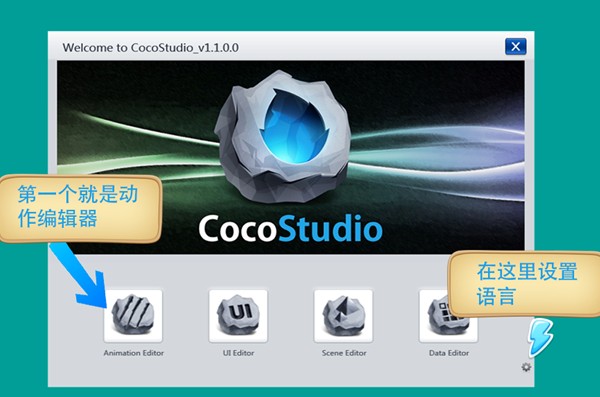 Welcome to CocoStudio_v1.1.0.0
CocoStudio
第一个就是动
作编辑器
在这里设置
语言
UI
Animation Editor
UI Editor
Scene Editor
Data Editor